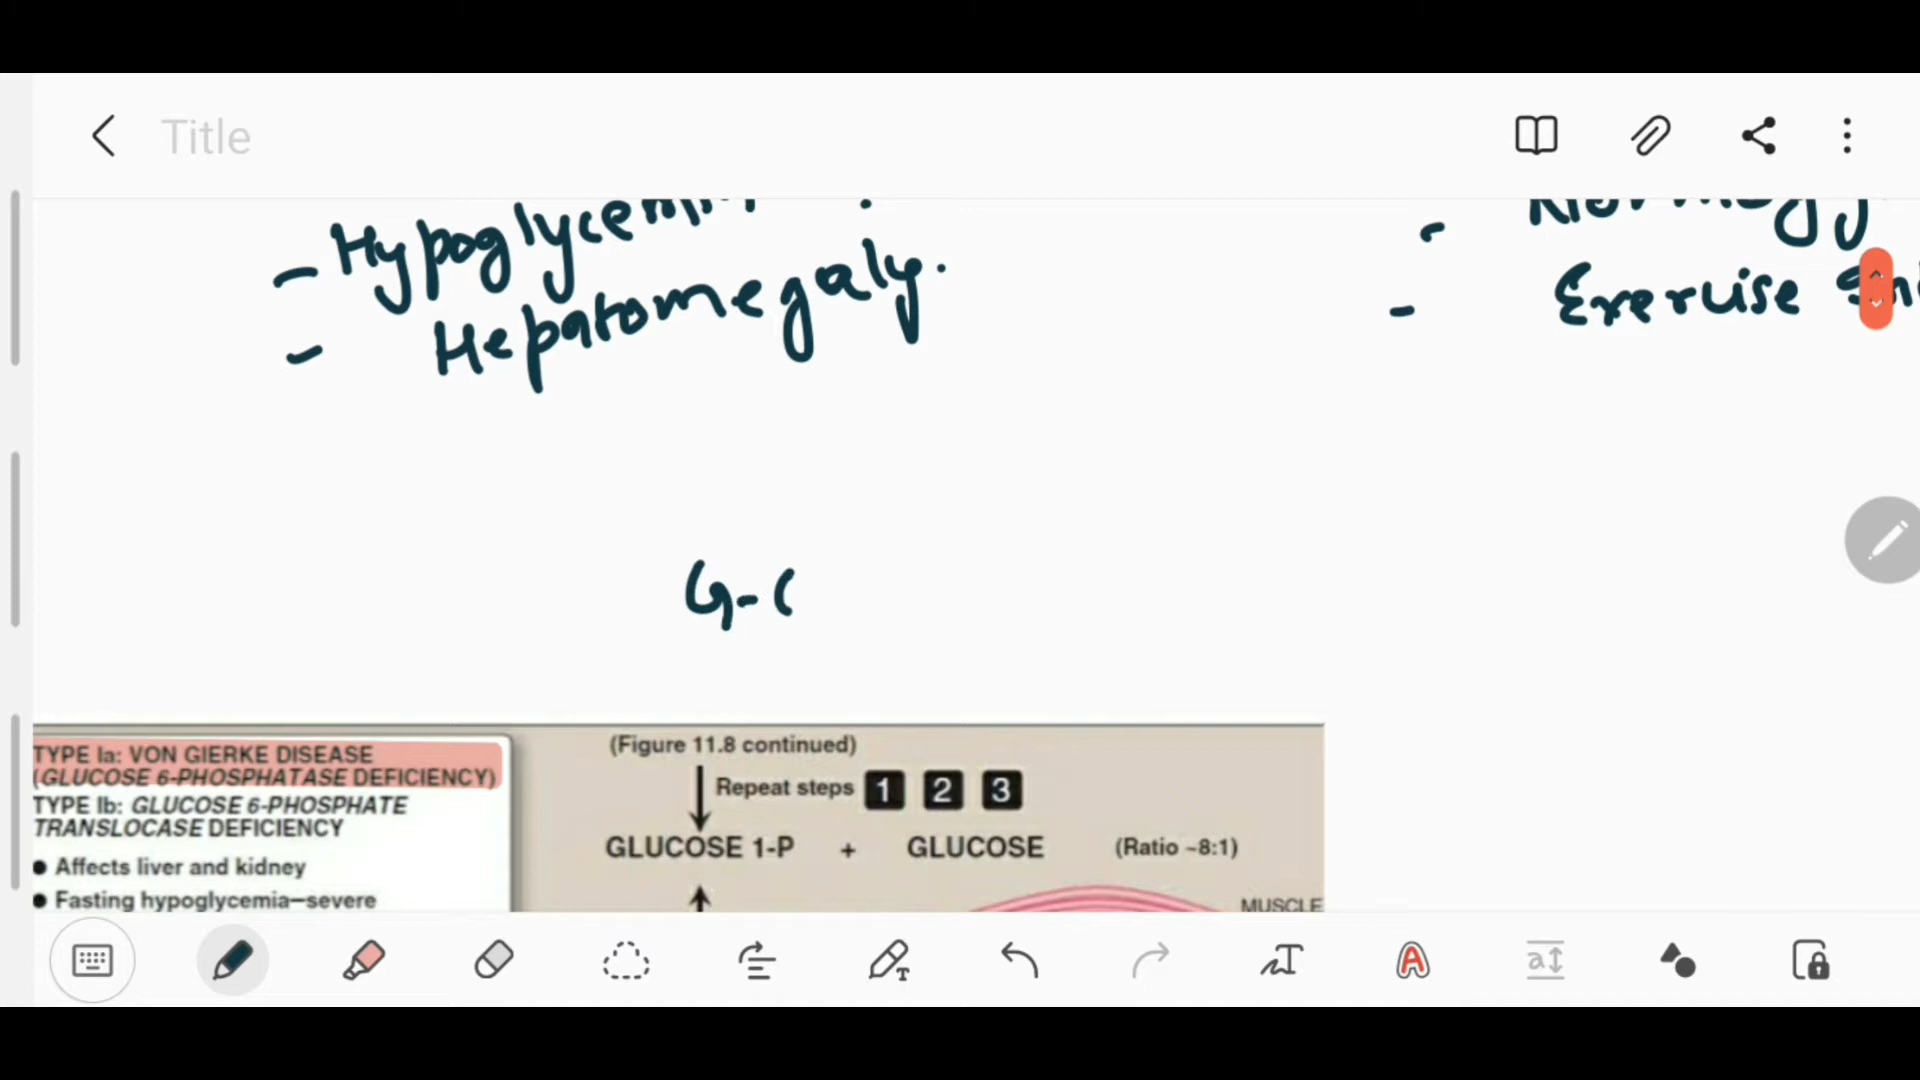 Title
- Hypoglycemia
- Hepatomegaly.
- Exercise
G-
TYPE Ia: VON GIERKE DISEASE
(GLUCOSE 6-PHOSPHATASE DEFICIENCY)
TYPE Ib: GLUCOSE 6-PHOSPHATE
TRANSLOCASE DEFICIENCY
● Affects liver and kidney
● Fasting hypoglycemia—severe
(Figure 11.8 continued)
Repeat steps 1 2 3
GLUCOSE 1-P + GLUCOSE (Ratio ~8:1)
MUSCLE